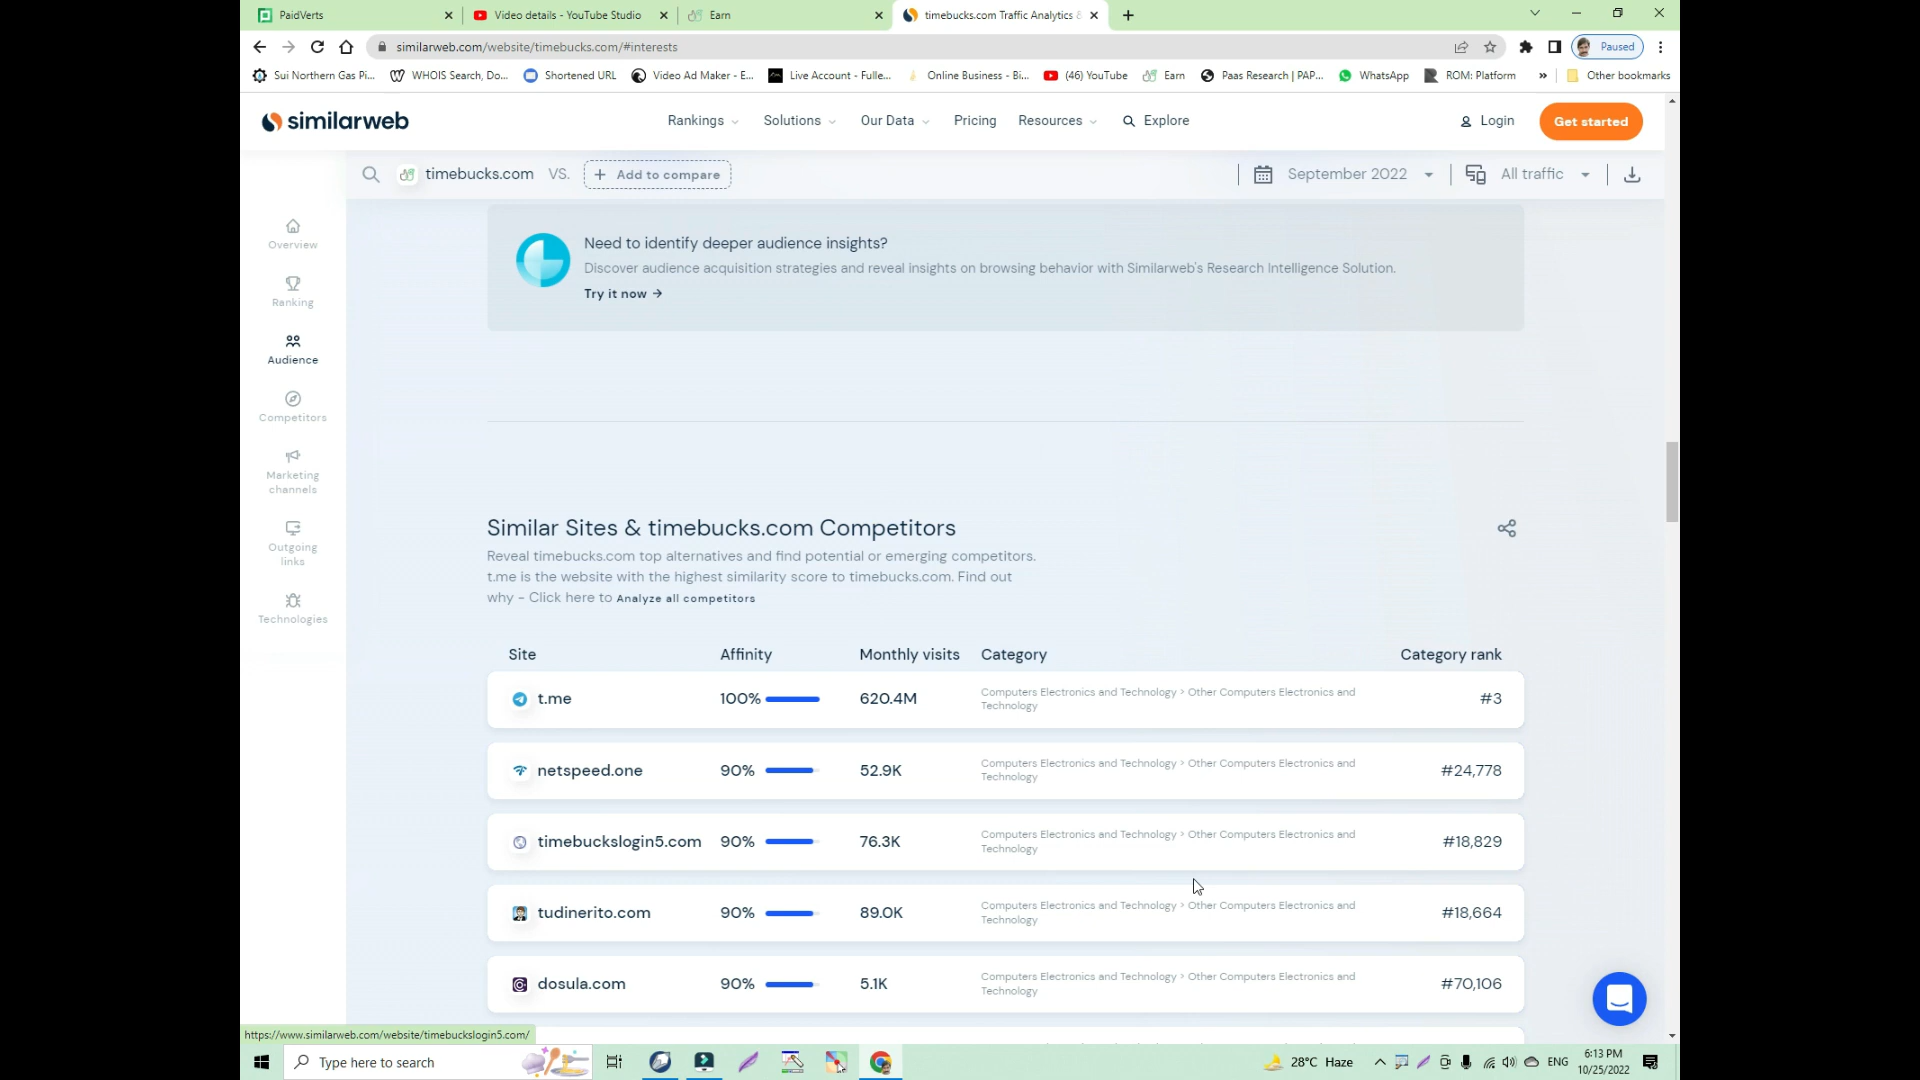 PaidVerts
Video details - YouTube Studio
Earn
timebucks.com Traffic Analytics &
similarweb.com/website/timebucks.com/#interests
Paused
Sui Northern Gas Pi...
WHOIS Search, Do...
Shortened URL
Video Ad Maker - E...
Live Account - Fulle...
Online Business - Bi...
(46) YouTube
Earn
Paas Research | PAP...
WhatsApp
ROM: Platform
»
Other bookmarks
similarweb
Rankings
Solutions
Our Data
Pricing
Resources
Explore
Login
Get started
timebucks.com
VS.
+ Add to compare
September 2022
All traffic
Overview
Ranking
Audience
Competitors
Marketing
channels
Outgoing
links
Technologies
Need to identify deeper audience insights?
Discover audience acquisition strategies and reveal insights on browsing behavior with Similarweb's Research Intelligence Solution.
Try it now →
Similar Sites & timebucks.com Competitors
Reveal timebucks.com top alternatives and find potential or emerging competitors.
t.me is the website with the highest similarity score to timebucks.com. Find out
why - Click here to Analyze all competitors
Site Affinity Monthly visits Category Category rank
t.me 100% 620.4M Computers Electronics and Technology > Other Computers Electronics and #3
Technology
netspeed.one 90% 52.9K Computers Electronics and Technology > Other Computers Electronics and #24,778
Technology
timebuckslogin5.com 90% 76.3K Computers Electronics and Technology > Other Computers Electronics and #18,829
Technology
tudinerito.com 90% 89.0K Computers Electronics and Technology > Other Computers Electronics and #18,664
Technology
dosula.com 90% 5.1K Computers Electronics and Technology > Other Computers Electronics and #70,106
Technology
https://www.similarweb.com/website/timebuckslogin5.com/
Type here to search
28°C Haze
ENG
6:13 PM
10/25/2022